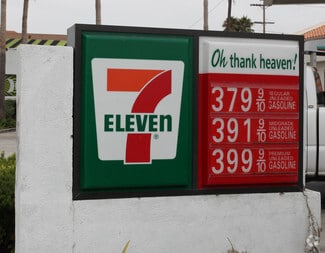 7
ELEVEn
®
Oh thank heaven!
379 9/10 REGULAR UNLEADED GASOLINE
391 9/10 MIDGRADE UNLEADED GASOLINE
399 9/10 PREMIUM UNLEADED GASOLINE